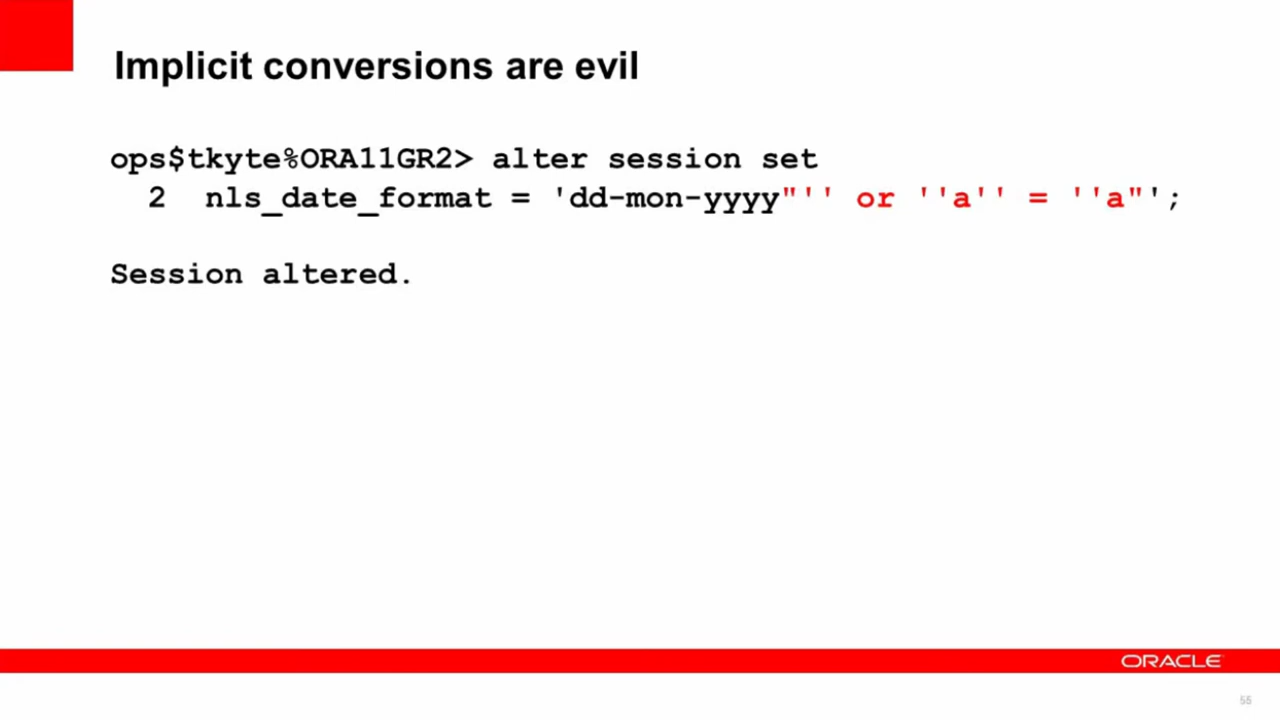 Implicit conversions are evil
ops$tkyte%ORA11GR2> alter session set
2 nls_date_format = 'dd-mon-yyyy"'' or ''a'' = ''a"';
Session altered.
ORACLE
55